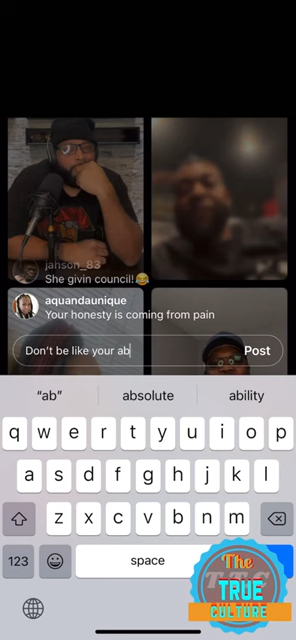 jahson_83
She givin council!😂
aquandaunique
Your honesty is coming from pain
Don't be like your ab
Post
"ab" absolute ability
q w e r t y u i o p
a s d f g h j k l
z x c v b n m
123 space
The
T.T.C
TRUE
CULTURE